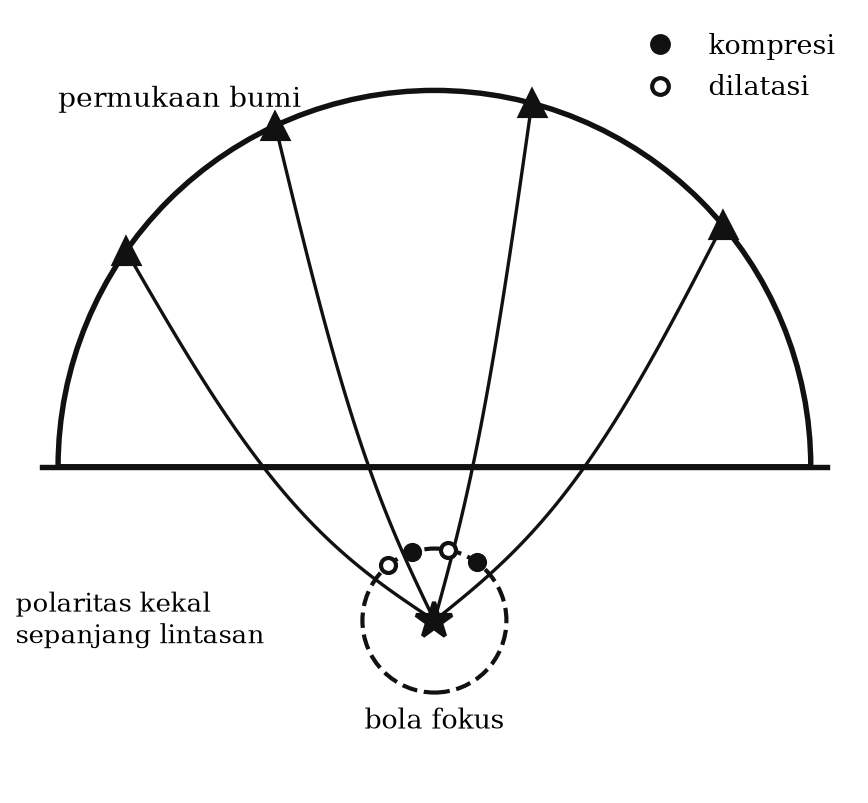 kompresi
dilatasi
permukaan bumi
polaritas kekal
sepanjang lintasan
bola fokus